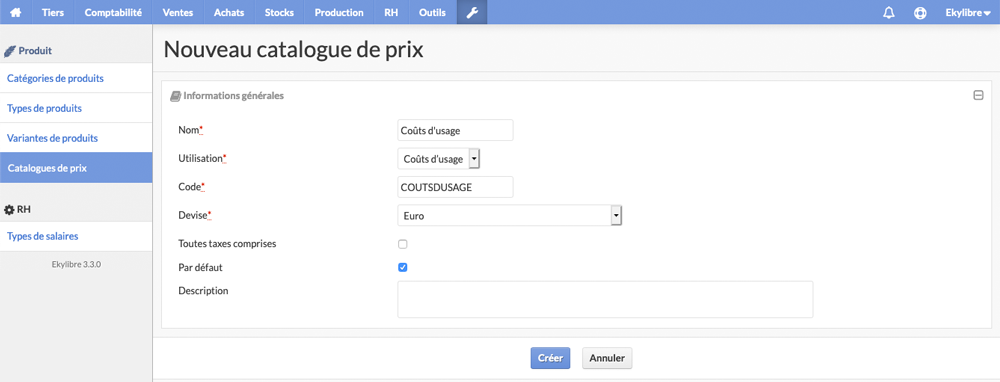 Tiers Comptabilité Ventes Achats Stocks Production RH Outils Ekylibre
Produit
Catégories de produits
Types de produits
Variantes de produits
Catalogues de prix
RH
Types de salaires
Ekylibre 3.3.0
Nouveau catalogue de prix
Informations générales
Nom* Coûts d'usage
Utilisation* Coûts d'usage
Code* COUTSDUSAGE
Devise* Euro
Toutes taxes comprises
Par défaut
Description
Créer Annuler